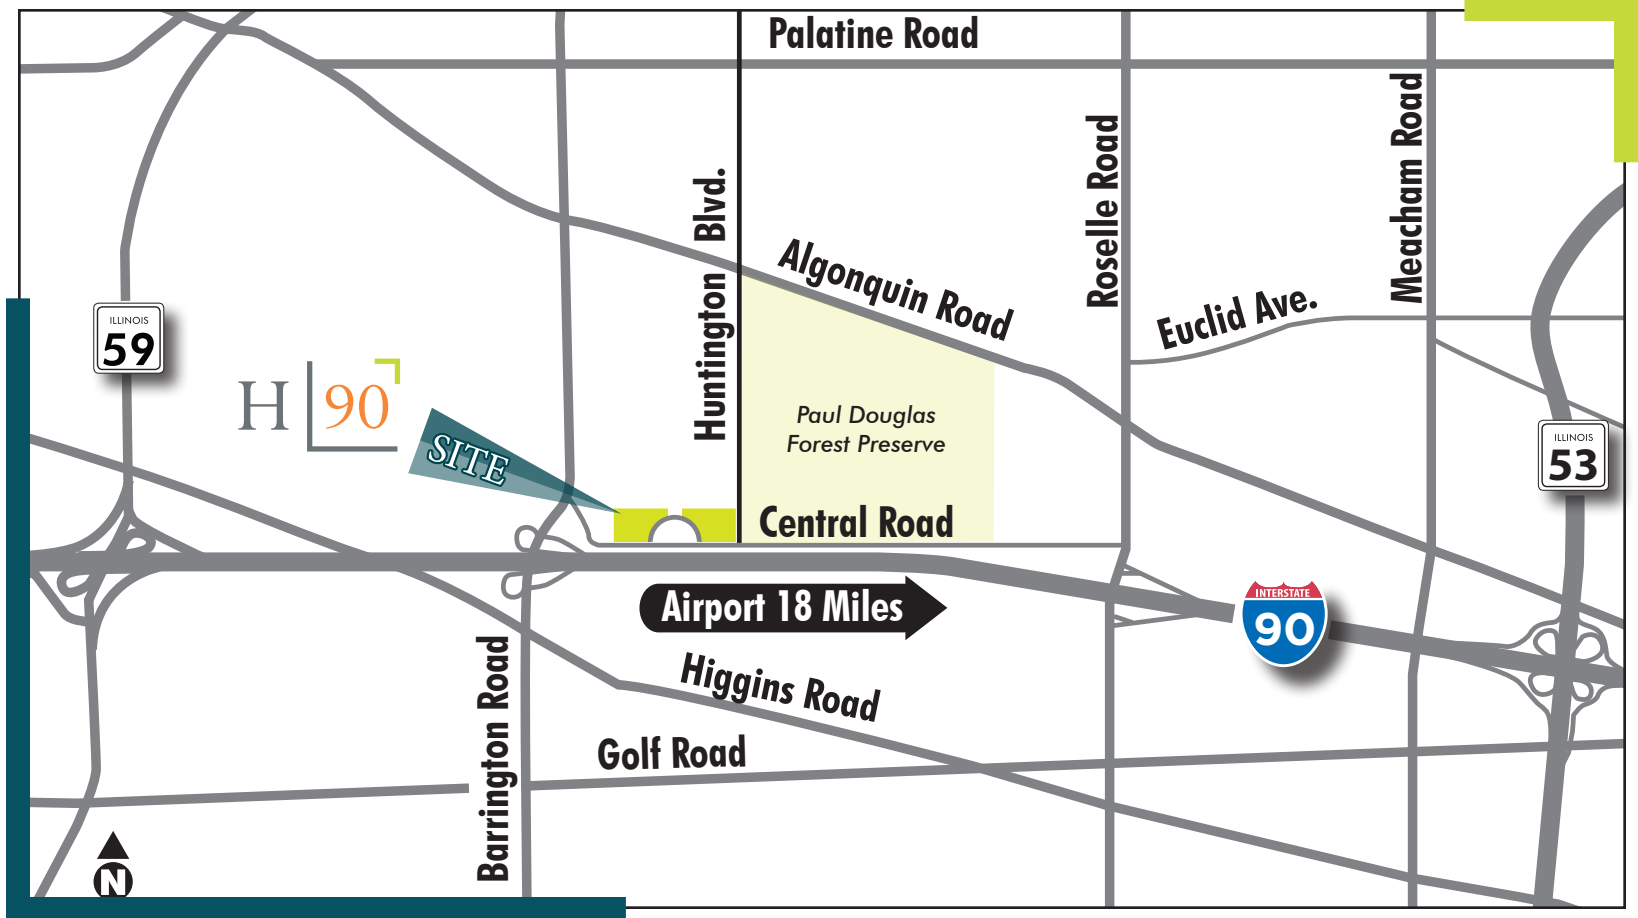 Palatine Road
Huntington Blvd.
Roselle Road
Meacham Road
Algonquin Road
Euclid Ave.
ILLINOIS
59
H 90
SITE
Paul Douglas
Forest Preserve
ILLINOIS
53
Central Road
Airport 18 Miles
INTERSTATE
90
Barrington Road
Higgins Road
Golf Road
N